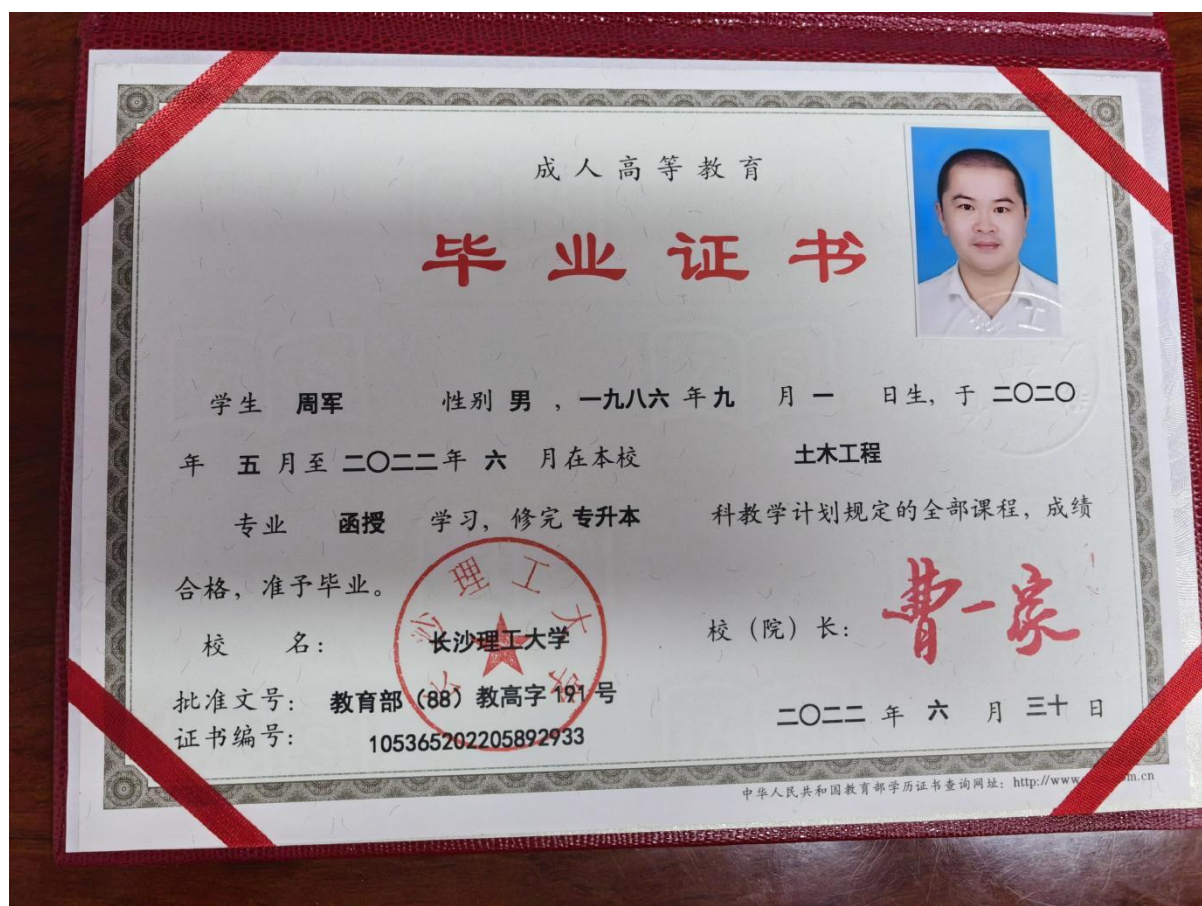 成人高等教育
毕业证书
学生 周军 性别 男 ，一九八六 年 九 月 一 日生，于 二〇二〇
年 五 月至 二〇二二 年 六 月在本校 土木工程
专业 函授 学习，修完 专升本 科教学计划规定的全部课程，成绩
合格，准予毕业。
校 名： 长沙理工大学
校（院）长： 曹一家
长沙理工大学
批准文号： 教育部（88）教高字 191 号
二〇二二 年 六 月 三十 日
证书编号： 105365202205892933
中华人民共和国教育部学历证书查询网址：http://www
m.cn